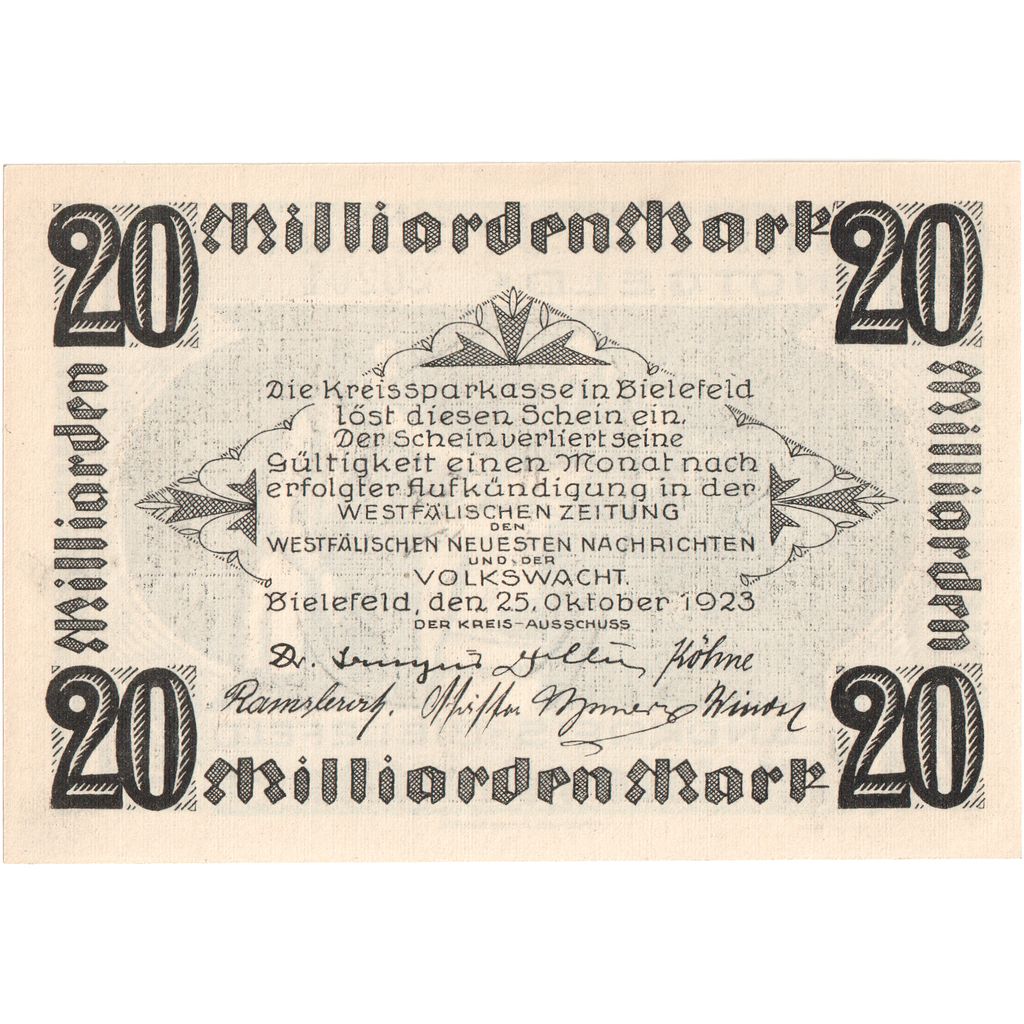 20 Milliarden Mark 20
Milliarden
Milliarden
Die Kreissparkasse in Bielefeld
löst diesen Schein ein.
Der Schein verliert seine
Gültigkeit einen Monat nach
erfolgter Aufkündigung in der
WESTFÄLISCHEN ZEITUNG
DEN
WESTFÄLISCHEN NEUESTEN NACHRICHTEN
UND DER
VOLKSWACHT.
Bielefeld, den 25. Oktober 1923
DER KREIS-AUSSCHUSS
Dr. Köhne
20 Milliarden Mark 20